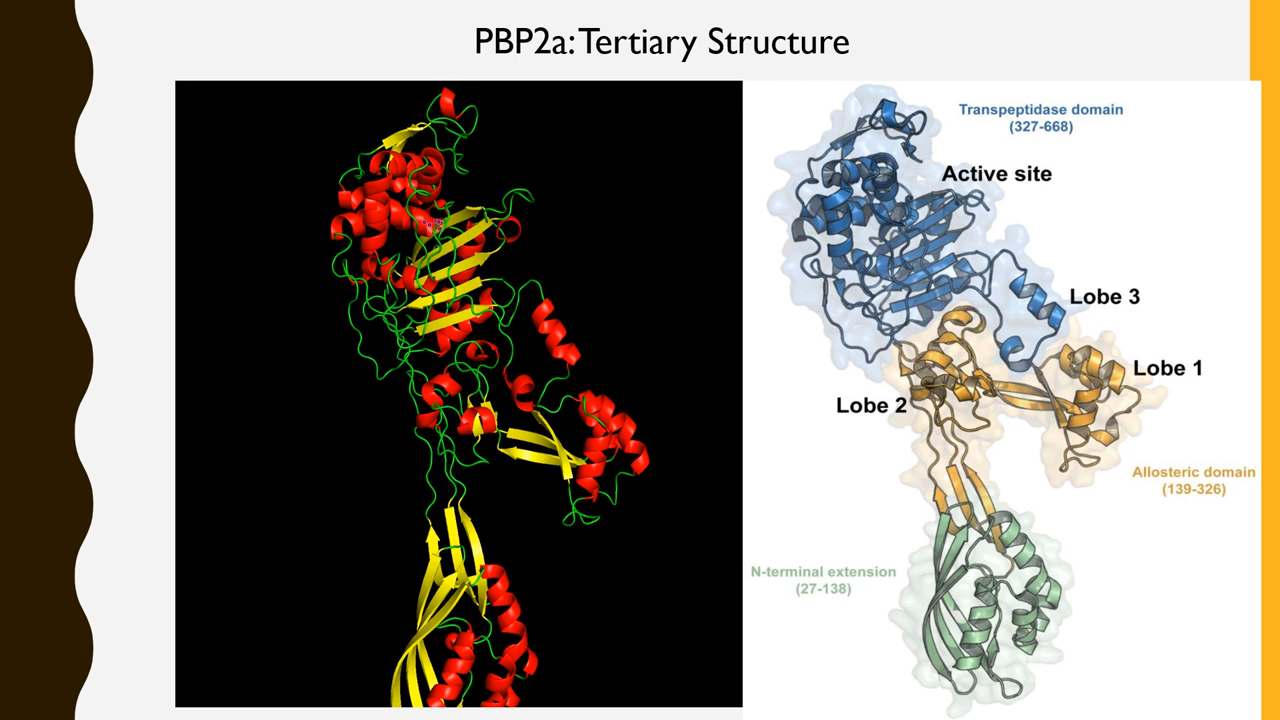 PBP2a: Tertiary Structure
Transpeptidase domain
(327-668)
Active site
Lobe 3
Lobe 1
Lobe 2
Allosteric domain
(139-326)
N-terminal extension
(27-138)